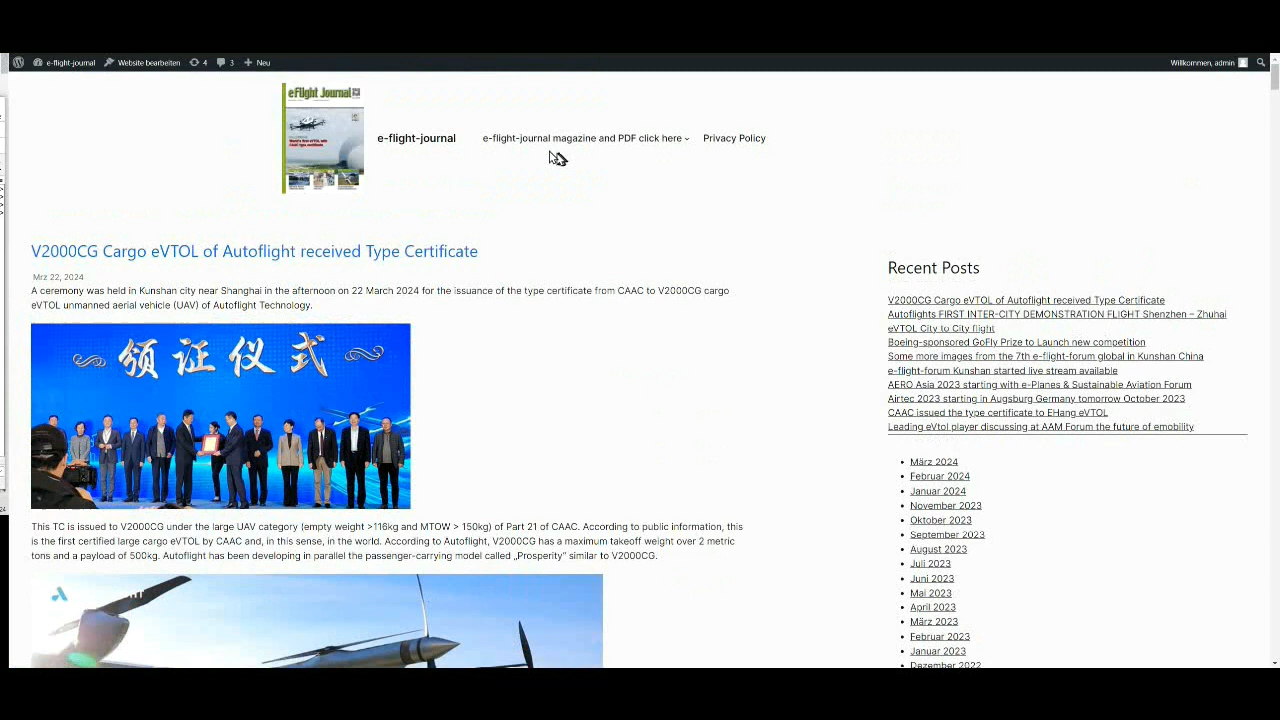 e-flight-journal Website bearbeiten 4 3 Neu Willkommen, admin
eFlight Journal
e-flight-journal e-flight-journal magazine and PDF click here Privacy Policy
V2000CG Cargo eVTOL of Autoflight received Type Certificate
Mrz 22, 2024
A ceremony was held in Kunshan city near Shanghai in the afternoon on 22 March 2024 for the issuance of the type certificate from CAAC to V2000CG cargo
eVTOL unmanned aerial vehicle (UAV) of Autoflight Technology.
领证仪式
This TC is issued to V2000CG under the large UAV category (empty weight >116kg and MTOW > 150kg) of Part 21 of CAAC. According to public information, this
is the first certified large cargo eVTOL by CAAC and, in this sense, in the world. According to Autoflight, V2000CG has a maximum takeoff weight over 2 metric
tons and a payload of 500kg. Autoflight has been developing in parallel the passenger-carrying model called „Prosperity“ similar to V2000CG.
Recent Posts
V2000CG Cargo eVTOL of Autoflight received Type Certificate
Autoflights FIRST INTER-CITY DEMONSTRATION FLIGHT Shenzhen – Zhuhai
eVTOL City to City flight
Boeing-sponsored GoFly Prize to Launch new competition
Some more images from the 7th e-flight-forum global in Kunshan China
e-flight-forum Kunshan started live stream available
AERO Asia 2023 starting with e-Planes & Sustainable Aviation Forum
Airtec 2023 starting in Augsburg Germany tomorrow October 2023
CAAC issued the type certificate to EHang eVTOL
Leading eVtol player discussing at AAM Forum the future of emobility
März 2024
Februar 2024
Januar 2024
November 2023
Oktober 2023
September 2023
August 2023
Juli 2023
Juni 2023
Mai 2023
April 2023
März 2023
Februar 2023
Januar 2023
Dezember 2022